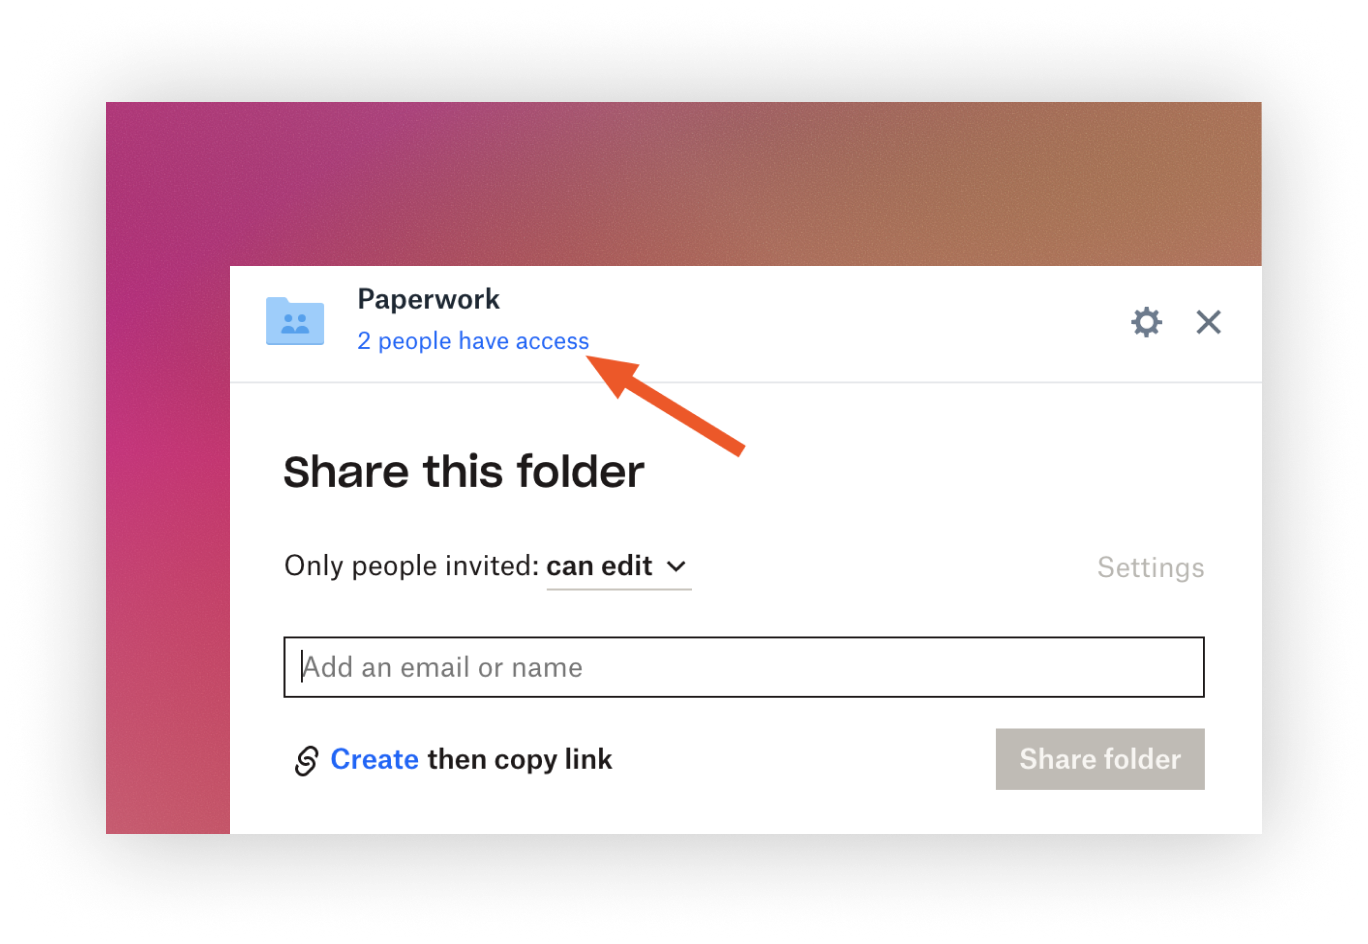 Paperwork
2 people have access
Share this folder
Only people invited: can edit
Settings
Add an email or name
Create then copy link
Share folder